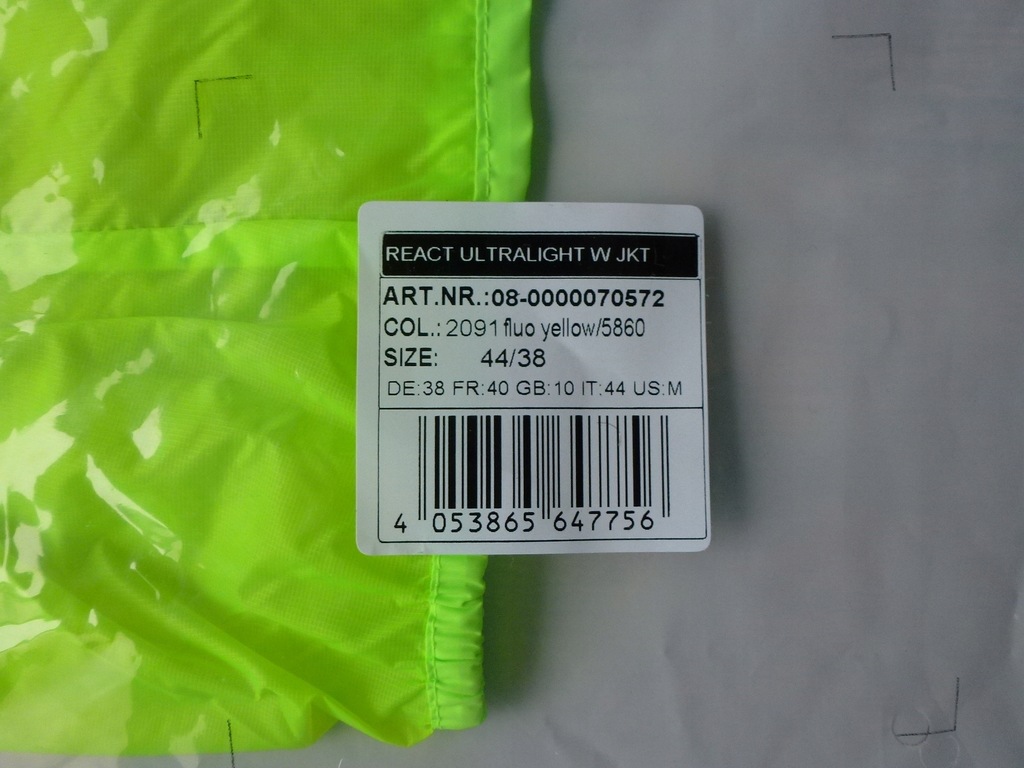 REACT ULTRALIGHT W JKT
ART.NR.:08-0000070572
COL.: 2091 fluo yellow/5860
SIZE: 44/38
DE:38 FR:40 GB:10 IT:44 US:M
4 053865 647756